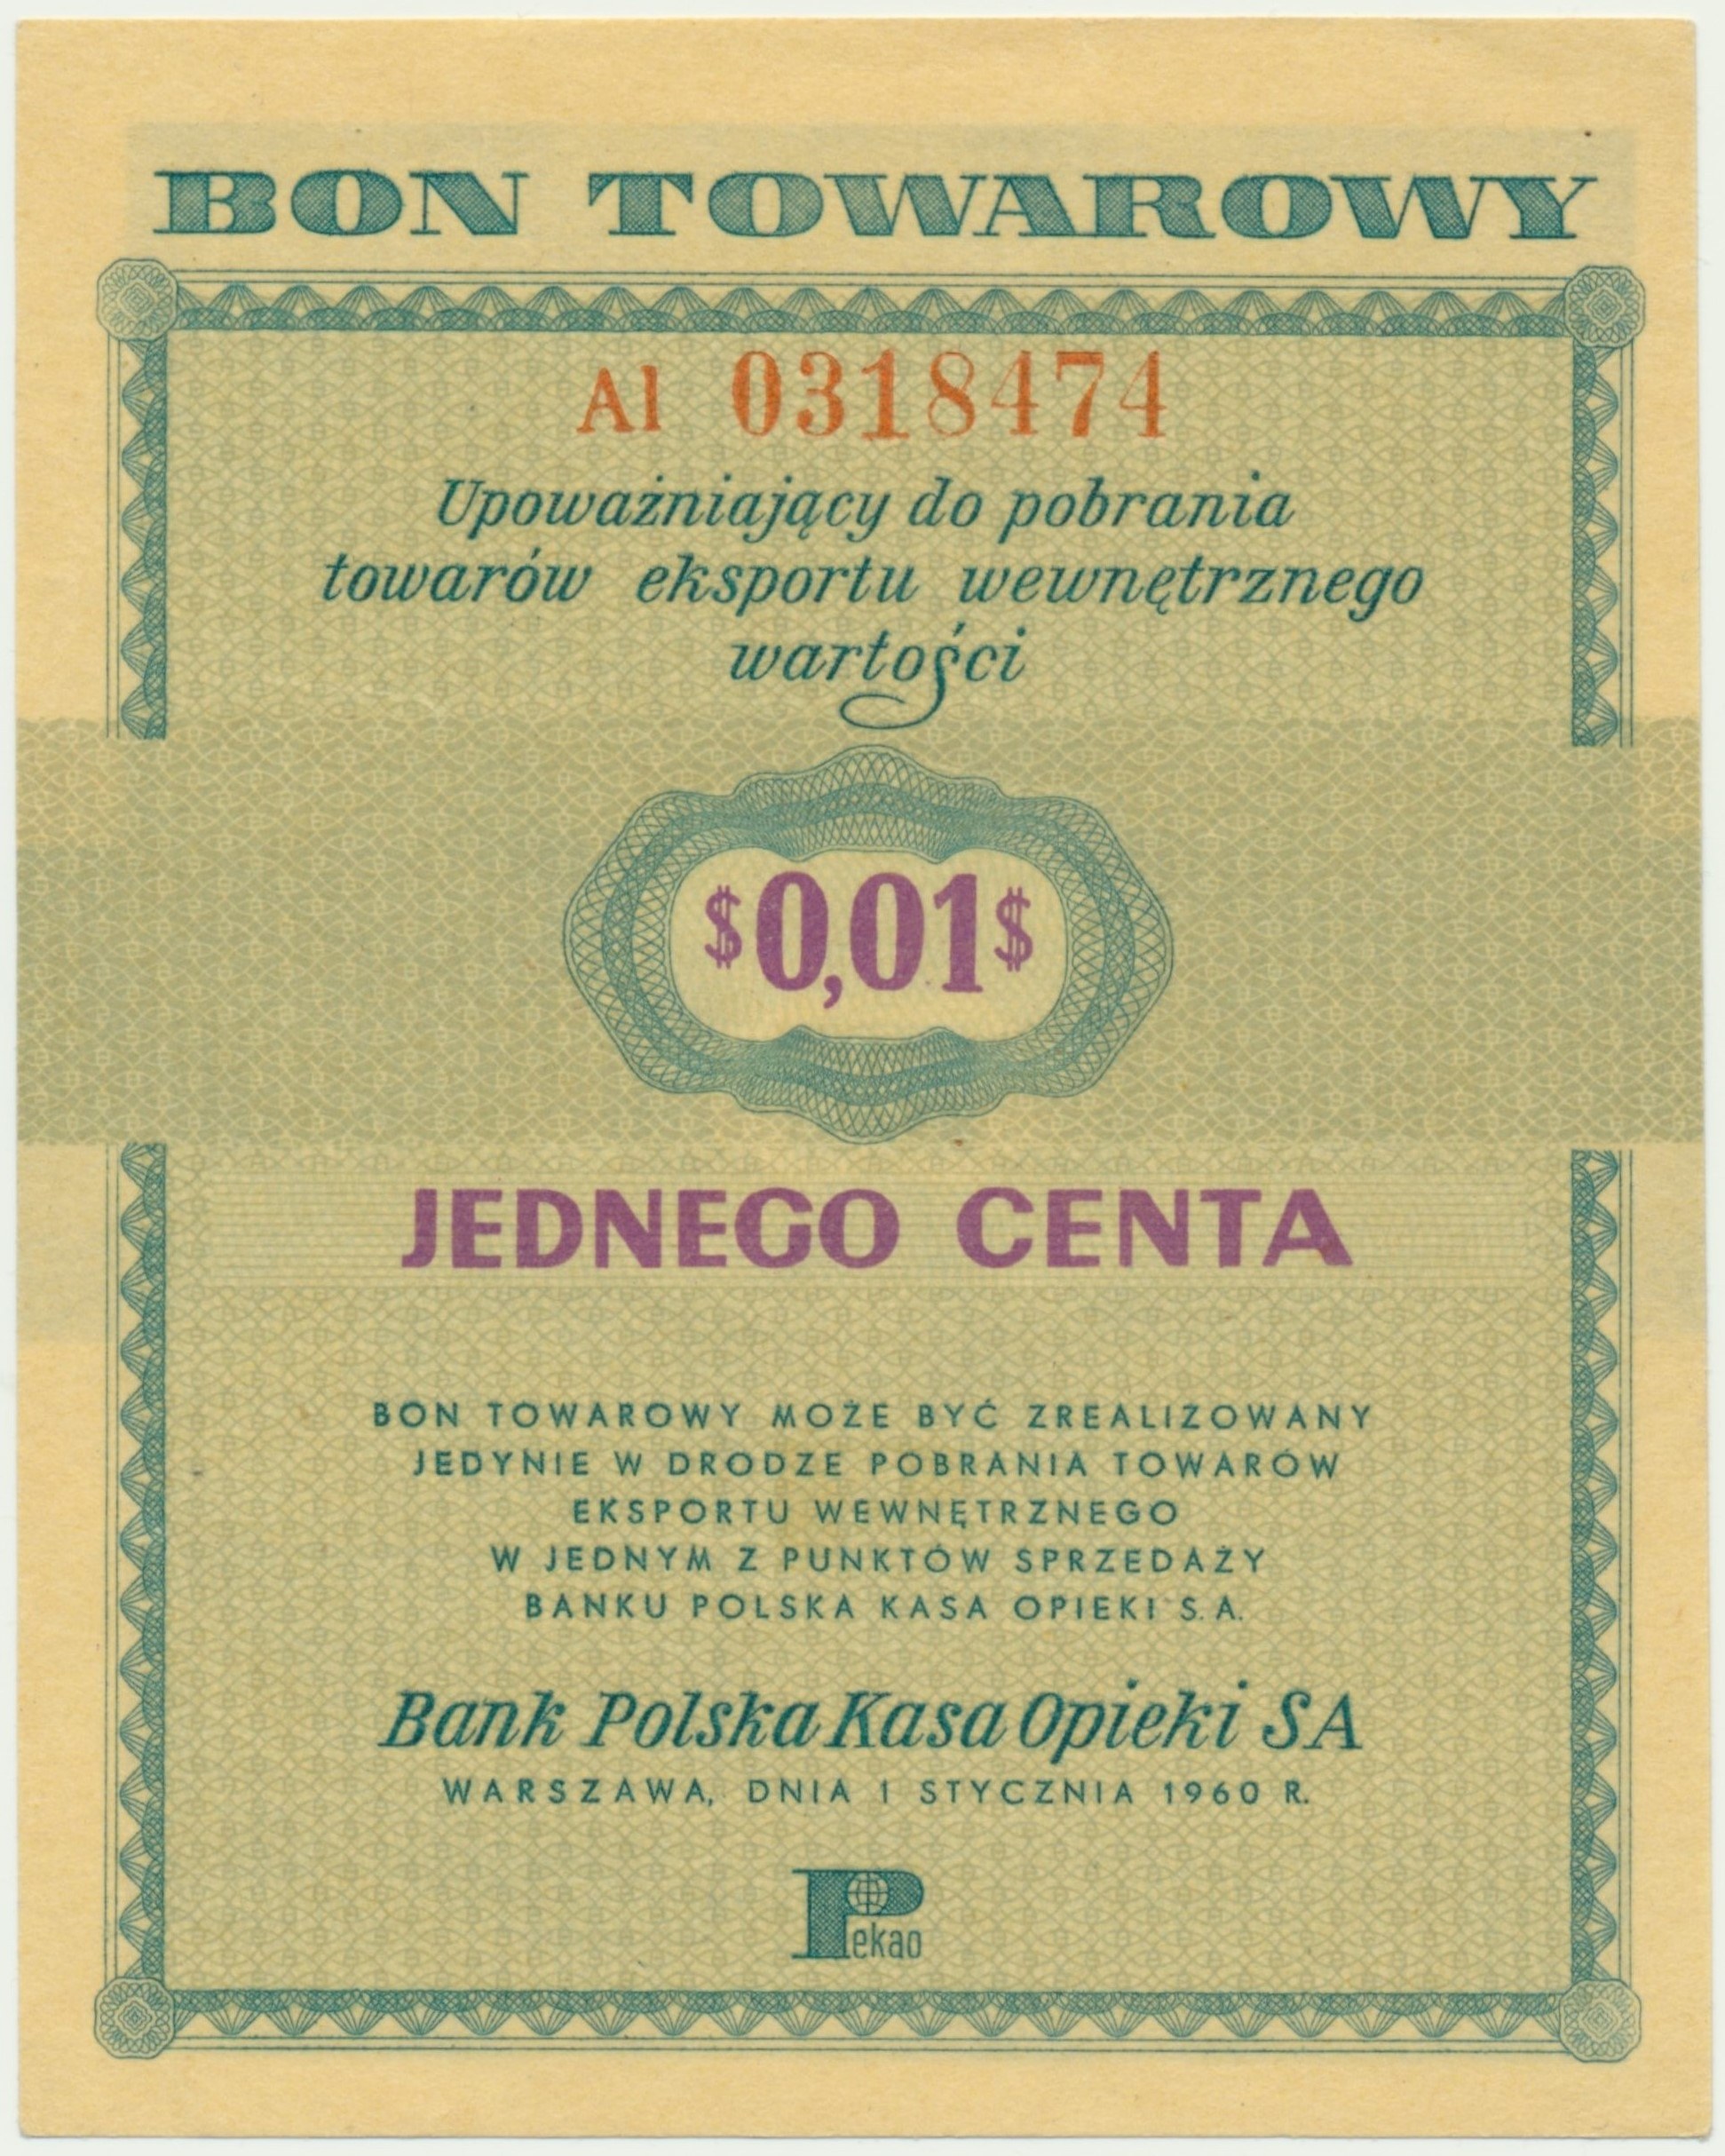 BON TOWAROWY
Al 0318474
Upoważniający do pobrania
towarów eksportu wewnętrznego
wartości
$0,01$
JEDNEGO CENTA
BON TOWAROWY MOŻE BYĆ ZREALIZOWANY
JEDYNIE W DRODZE POBRANIA TOWARÓW
EKSPORTU WEWNĘTRZNEGO
W JEDNYM Z PUNKTÓW SPRZEDAŻY
BANKU POLSKA KASA OPIEKI S.A.
Bank Polska Kasa Opieki SA
WARSZAWA, DNIA 1 STYCZNIA 1960 R.
Pekao